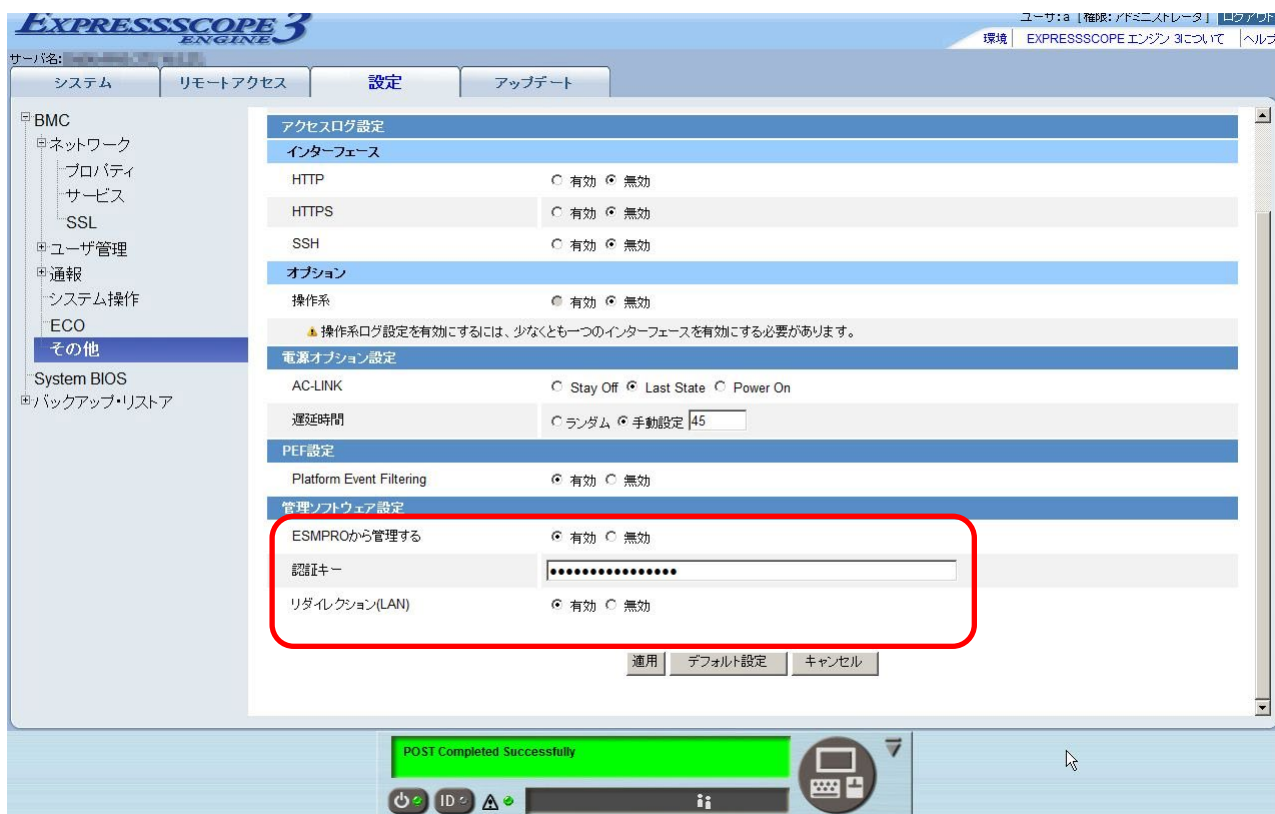 EXPRESSSCOPE
ENGINE 3
ユーザ:a [権限:アドミニストレータ] ログアウト
環境 EXPRESSSCOPE エンジン 3について ヘルプ
サーバ名:
システム リモートアクセス 設定 アップデート
BMC
ネットワーク
プロパティ
サービス
SSL
ユーザ管理
通報
システム操作
ECO
その他
System BIOS
バックアップ・リストア
アクセスログ設定
インターフェース
HTTP 有効 無効
HTTPS 有効 無効
SSH 有効 無効
オプション
操作系 有効 無効
操作系ログ設定を有効にするには、少なくとも一つのインターフェースを有効にする必要があります。
電源オプション設定
AC-LINK Stay Off Last State Power On
遅延時間 ランダム 手動設定 45
PEF設定
Platform Event Filtering 有効 無効
管理ソフトウェア設定
ESMPROから管理する 有効 無効
認証キー ••••••••••••••••
リダイレクション(LAN) 有効 無効
適用 デフォルト設定 キャンセル
POST Completed Successfully
ID